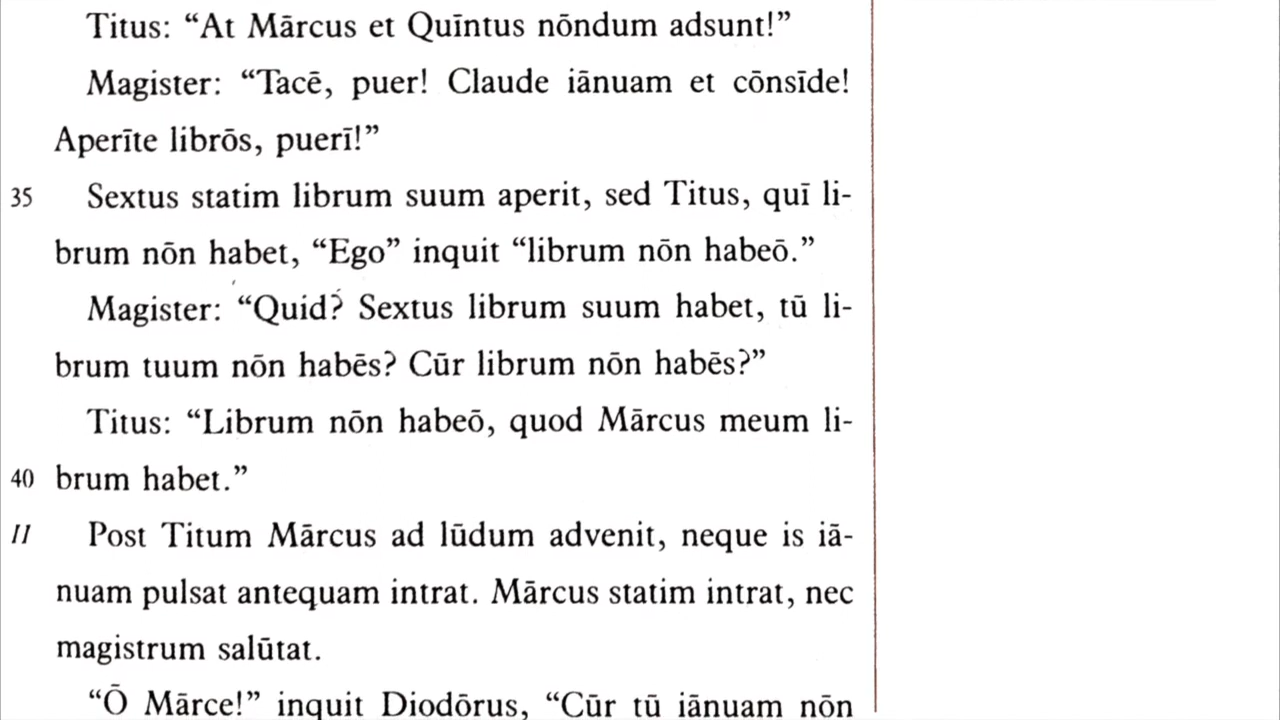 Titus: “At Mārcus et Quīntus nōndum adsunt!”
Magister: “Tacē, puer! Claude iānuam et cōnsīde!
Aperīte librōs, puerī!”
35 Sextus statim librum suum aperit, sed Titus, quī li-
brum nōn habet, “Ego” inquit “librum nōn habeō.”
Magister: “Quid? Sextus librum suum habet, tū li-
brum tuum nōn habēs? Cūr librum nōn habēs?”
Titus: “Librum nōn habeō, quod Mārcus meum li-
40 brum habet.”
II Post Titum Mārcus ad lūdum advenit, neque is iā-
nuam pulsat antequam intrat. Mārcus statim intrat, nec
magistrum salūtat.
“Ō Mārce!” inquit Diodōrus, “Cūr tū iānuam nōn